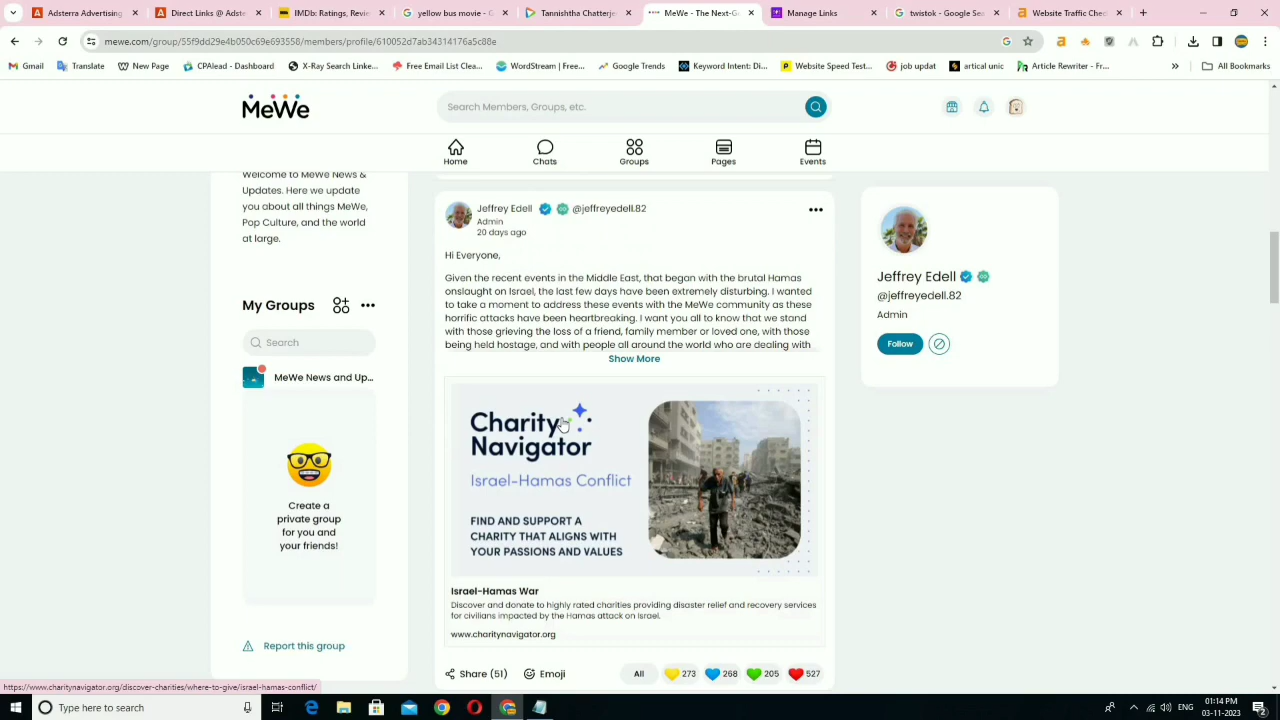 Adsterra Advertising
Direct Links @ Adste
IMDbx Ratings Revie
yellow bus movie - G
Tannishtha Chatterje
MeWe - The Next-G
Manage Links
twistok - Google Sea
Website Traffic Chec
mewe.com/group/55f9dd29e4b050c69e693558/members/profile/610052d7ab34314176a5c88e
Gmail
Translate
New Page
CPAlead - Dashboard
X-Ray Search Linke...
Free Email List Clea...
WordStream | Free...
Google Trends
Keyword Intent: Di...
Website Speed Test...
job updat
artical unic
Article Rewriter - Fr...
All Bookmarks
MeWe
Search Members, Groups, etc.
Home
Chats
Groups
Pages
Events
Welcome to MeWe News &
Updates. Here we update
you about all things MeWe,
Pop Culture, and the world
at large.
My Groups
Search
MeWe News and Up...
Create a
private group
for you and
your friends!
Report this group
Jeffrey Edell @jeffreyedell.82
Admin
20 days ago
Hi Everyone,
Given the recent events in the Middle East, that began with the brutal Hamas
onslaught on Israel, the last few days have been extremely disturbing. I wanted
to take a moment to address these events with the MeWe community as these
horrific attacks have been heartbreaking. I want you all to know that we stand
with those grieving the loss of a friend, family member or loved one, with those
being held hostage, and with people all around the world who are dealing with
Show More
Charity
Navigator
Israel-Hamas Conflict
FIND AND SUPPORT A
CHARITY THAT ALIGNS WITH
YOUR PASSIONS AND VALUES
Israel-Hamas War
Discover and donate to highly rated charities providing disaster relief and recovery services
for civilians impacted by the Hamas attack on Israel.
www.charitynavigator.org
Share (51)
Emoji
All
273
268
205
527
Jeffrey Edell
@jeffreyedell.82
Admin
Follow
https://www.charitynavigator.org/discover-charities/where-to-give/israel-hamas-conflict/
Type here to search
ENG
01:14 PM
03-11-2023
2